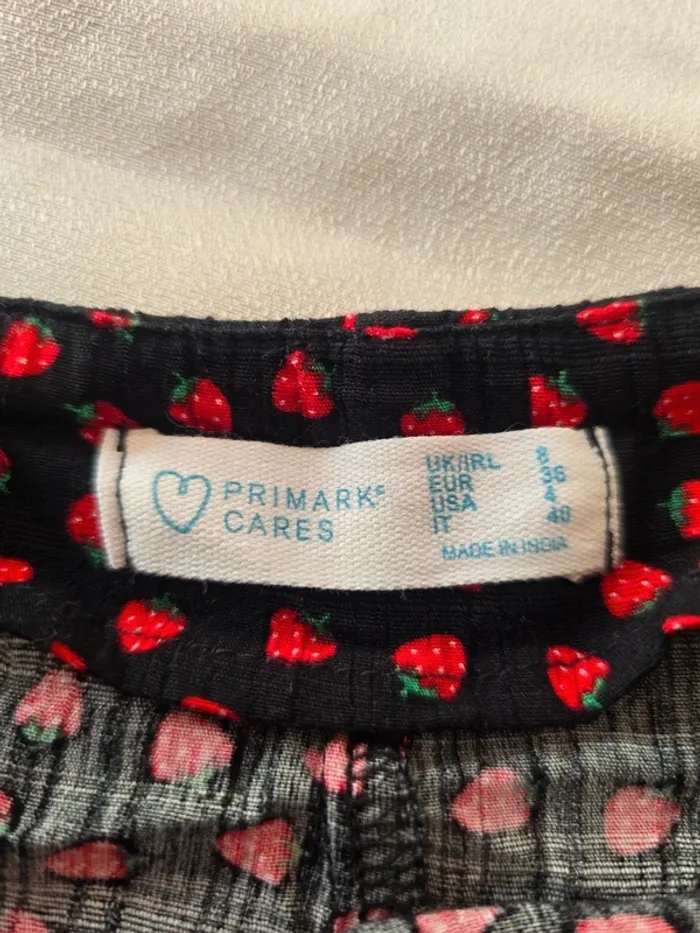 PRIMARK®
CARES
UK/IRL 8
EUR 36
USA 4
IT 40
MADE IN INDIA